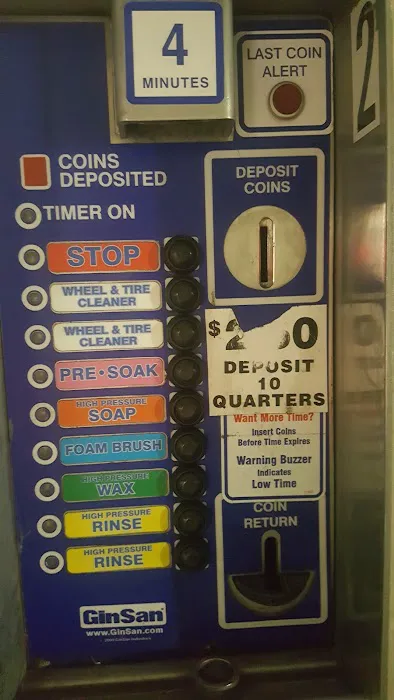 4
MINUTES
LAST COIN
ALERT
2
COINS
DEPOSITED
TIMER ON
DEPOSIT
COINS
STOP
WHEEL & TIRE
CLEANER
WHEEL & TIRE
CLEANER
PRE•SOAK
HIGH PRESSURE
SOAP
FOAM BRUSH
HIGH PRESSURE
WAX
HIGH PRESSURE
RINSE
HIGH PRESSURE
RINSE
DEPOSIT
10
QUARTERS
Want More Time?
Insert Coins
Before Time Expires
Warning Buzzer
Indicates
Low Time
COIN
RETURN
GinSan
www.GinSan.com